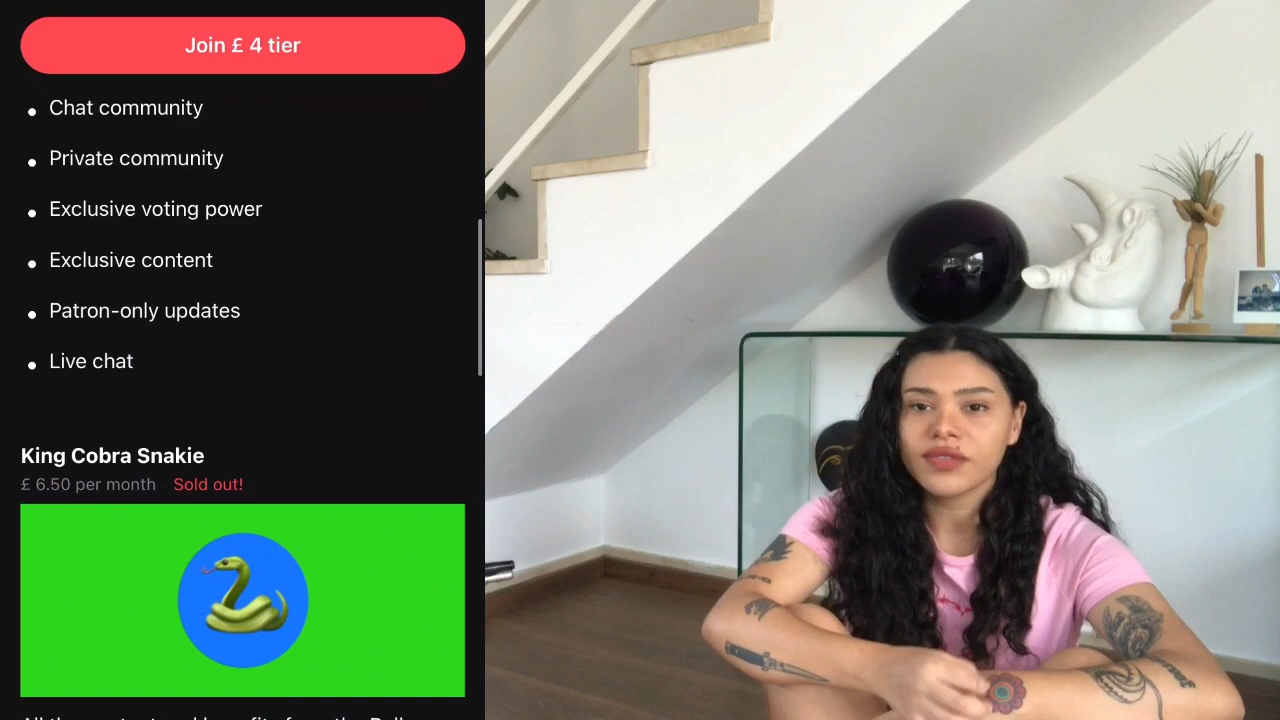 Join £ 4 tier
Chat community
Private community
Exclusive voting power
Exclusive content
Patron-only updates
Live chat
King Cobra Snakie
£ 6.50 per month · Sold out!